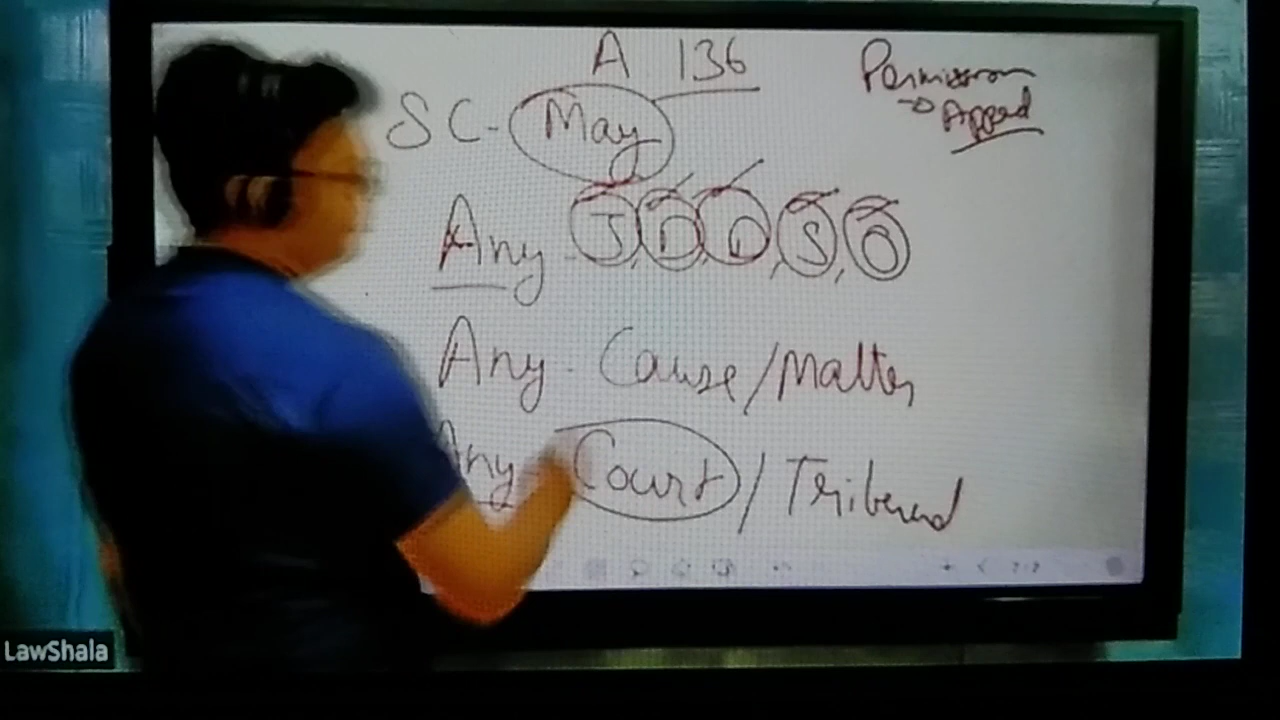 A 136
Permission
→ Appeal
SC- May
Any J, D, D, S, O
Any Cause/Matter
Any Court/Tribunal
LawShala